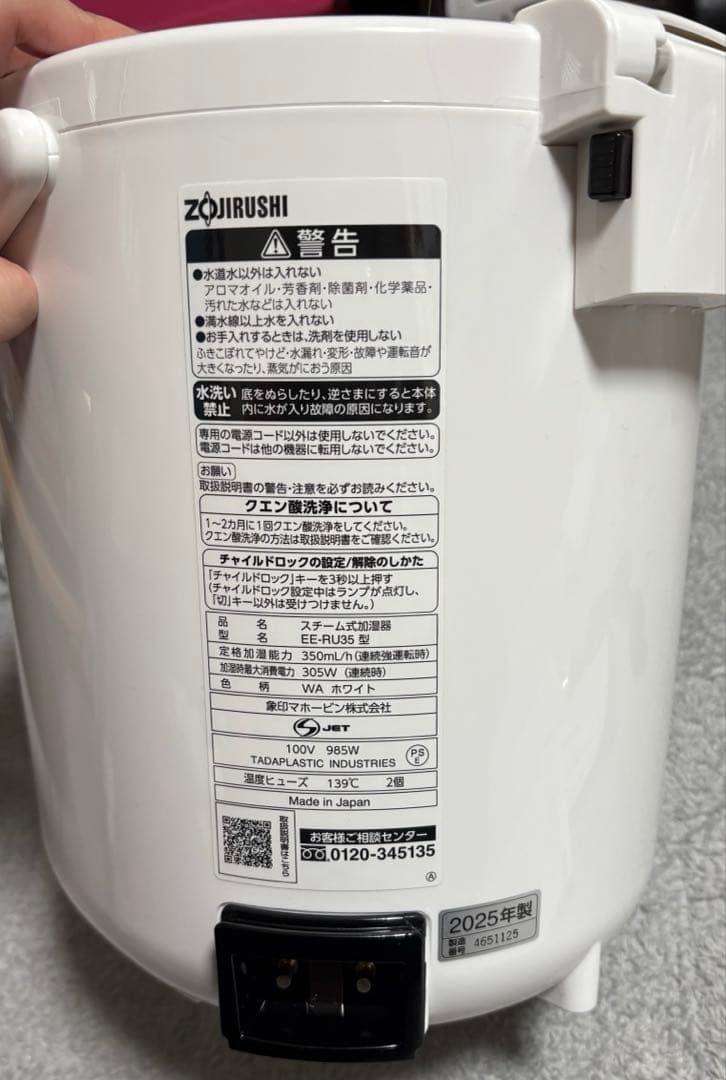 ZOJIRUSHI
警告
●水道水以外は入れない
アロマオイル・芳香剤・除菌剤・化学薬品・
汚れた水などは入れない
●満水線以上水を入れない
●お手入れするときは、洗剤を使用しない
ふきこぼれてやけど・水漏れ・変形・故障や運転音が
大きくなったり、蒸気がにおう原因
水洗い禁止
底をぬらしたり、逆さまにすると本体
内に水が入り故障の原因になります。
専用の電源コード以外は使用しないでください。
電源コードは他の機器に転用しないでください。
お願い
取扱説明書の警告・注意を必ずお読みください。
クエン酸洗浄について
1~2カ月に1回クエン酸洗浄をしてください。
クエン酸洗浄の方法は取扱説明書をご確認ください。
チャイルドロックの設定/解除のしかた
「チャイルドロック」キーを3秒以上押す
(チャイルドロック設定中はランプが点灯し、
「切」キー以外は受けつけません。)
品名 スチーム式加湿器
型名 EE-RU35 型
定格加湿能力 350mL/h(連続強運転時)
加湿時最大消費電力 305W (連続時)
色柄 WA ホワイト
象印マホービン株式会社
S JET
100V 985W
TADAPLASTIC INDUSTRIES
PS
E
温度ヒューズ 139℃ 2個
Made in Japan
取扱説明書はこちら
お客様ご相談センター
0120-345135
A
2025年製
製造番号 4651125